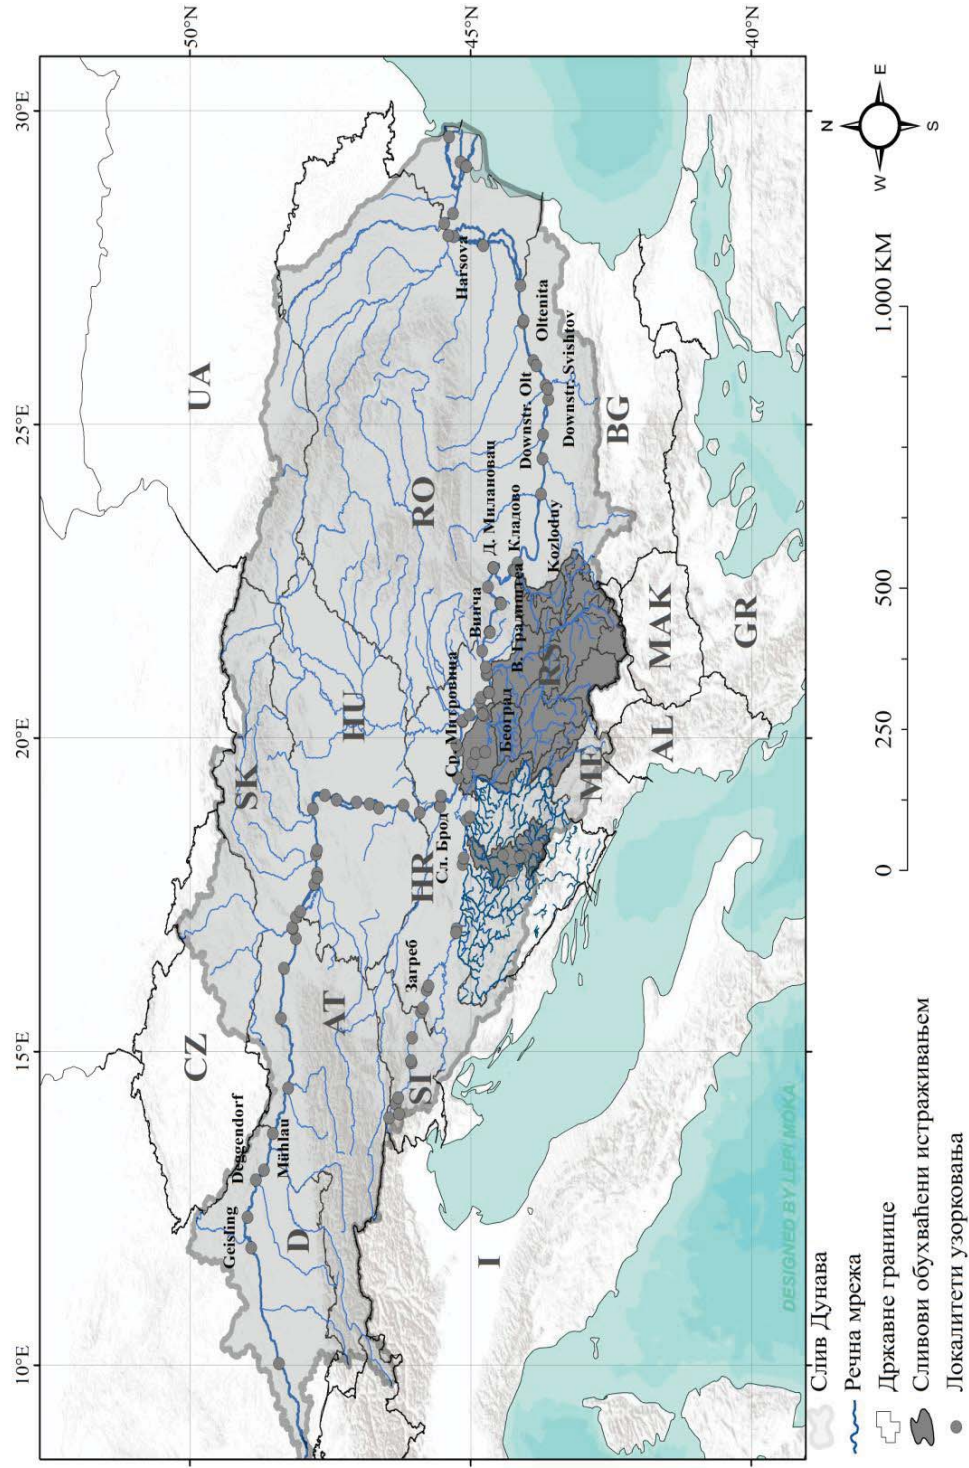 10°E
15°E
20°E
25°E
30°E
50°N
45°N
40°N
UA
CZ
SK
D
AT
HU
RO
SI
HR
RS
ME
BG
MAK
AL
GR
I
Geisling
Deggendorf
Mühlau
Загреб
Сл. Брод
Ср. Митровица
Београд
Винча
В. Градиштеа
Д. Милановац
Кладово
Kozloduy
Downstr. Olt
Downstr. Svishtov
Oltenita
Harsova
DESIGNED BY LEPI MOKA
Слив Дунава
Речна мрежа
Државне границе
Сливови обухваћени истраживањем
Локалитети узорковања
0 250 500 1.000 KM
N
W E
S